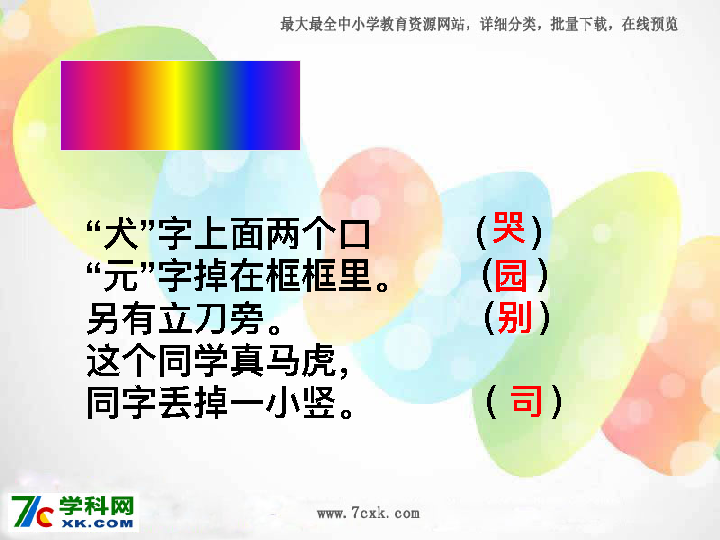 最大最全中小学教育资源网站，详细分类，批量下载，在线预览
“犬”字上面两个口 （哭）
“元”字掉在框框里。 （园）
另有立刀旁。 （别）
这个同学真马虎，
同字丢掉一小竖。 （司）
7c学科网
XK.COM
www.7cxk.com